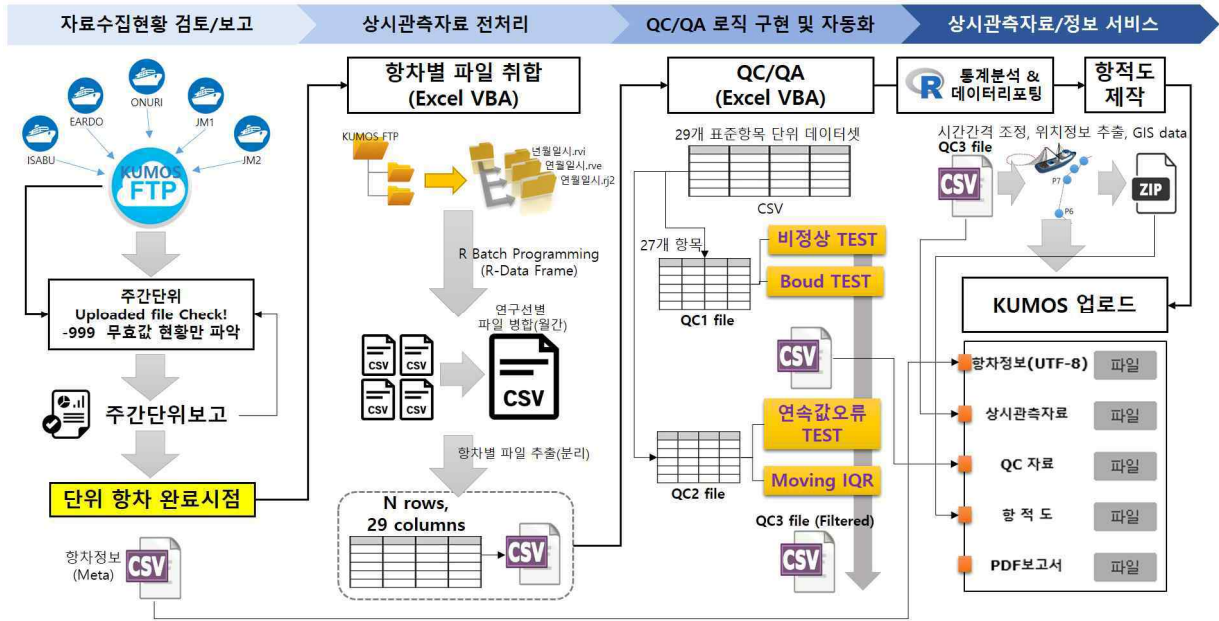 자료수집현황 검토/보고
상시관측자료 전처리
QC/QA 로직 구현 및 자동화
상시관측자료/정보 서비스
ONURI
EARDO
JM1
ISABU
JM2
KUMOS
FTP
주간단위
Uploaded file Check!
-999 무효값 현황만 파악
주간단위보고
단위 항차 완료시점
항차정보
(Meta)
CSV
항차별 파일 취합
(Excel VBA)
KUMOS FTP
년월일시.rvi
연월일시.rve
연월일시.rj2
R Batch Programming
(R-Data Frame)
연구선별
파일 병합(월간)
CSV
CSV
CSV
CSV
CSV
항차별 파일 추출(분리)
N rows,
29 columns
CSV
QC/QA
(Excel VBA)
29개 표준항목 단위 데이터셋
CSV
27개 항목
비정상 TEST
Boud TEST
QC1 file
CSV
연속값오류
TEST
Moving IQR
QC2 file
QC3 file (Filtered)
CSV
R
통계분석 &
데이터리포팅
항적도
제작
시간간격 조정, 위치정보 추출, GIS data
QC3 file
CSV
P7
P6
ZIP
KUMOS 업로드
항차정보(UTF-8) 파일
상시관측자료 파일
QC 자료 파일
항 적 도 파일
PDF보고서 파일